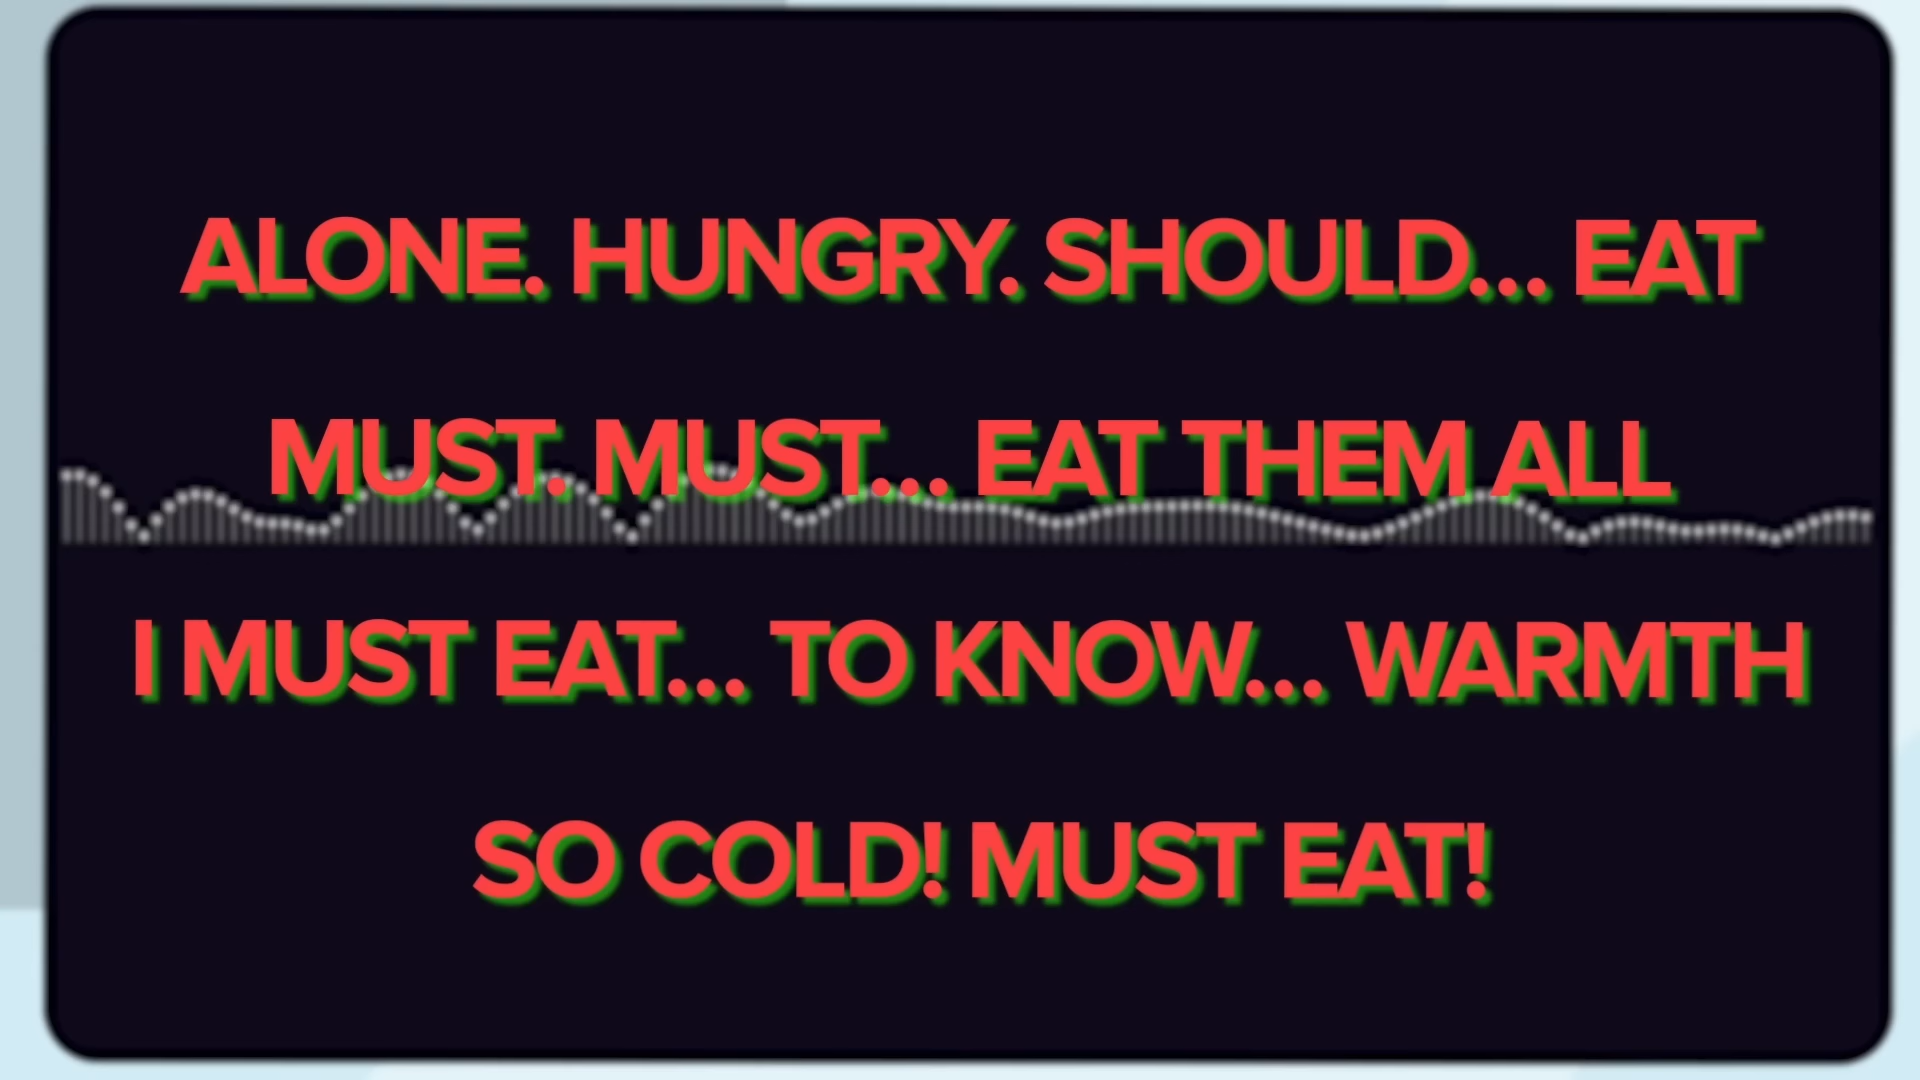 ALONE. HUNGRY. SHOULD... EAT
MUST. MUST... EAT THEM ALL
I MUST EAT... TO KNOW... WARMTH
SO COLD! MUST EAT!